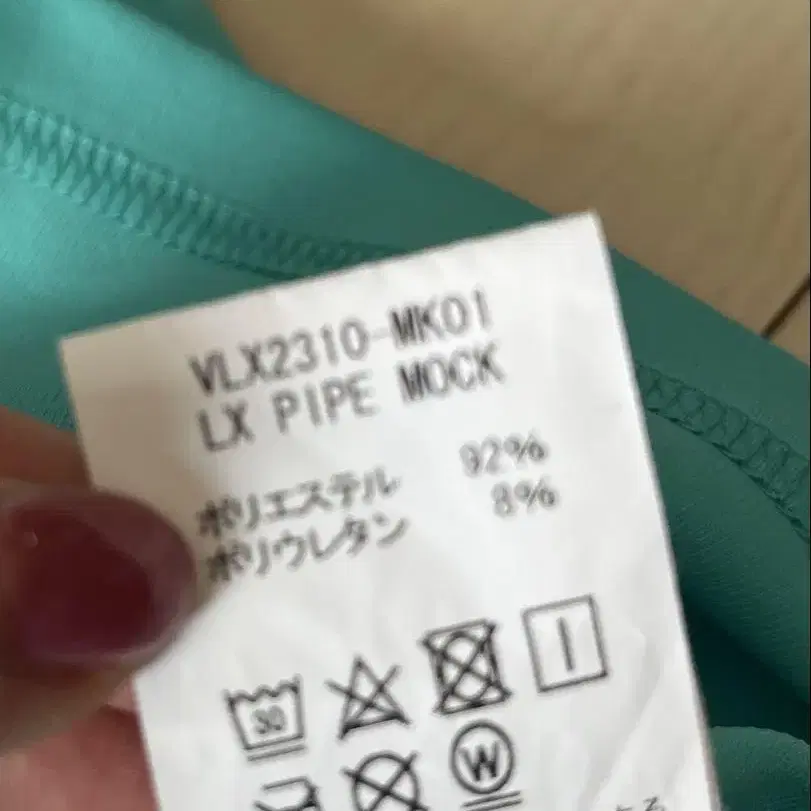 VLX2310-MK01
LX PIPE MOCK
ポリエステル 92%
ポリウレタン 8%
30
W